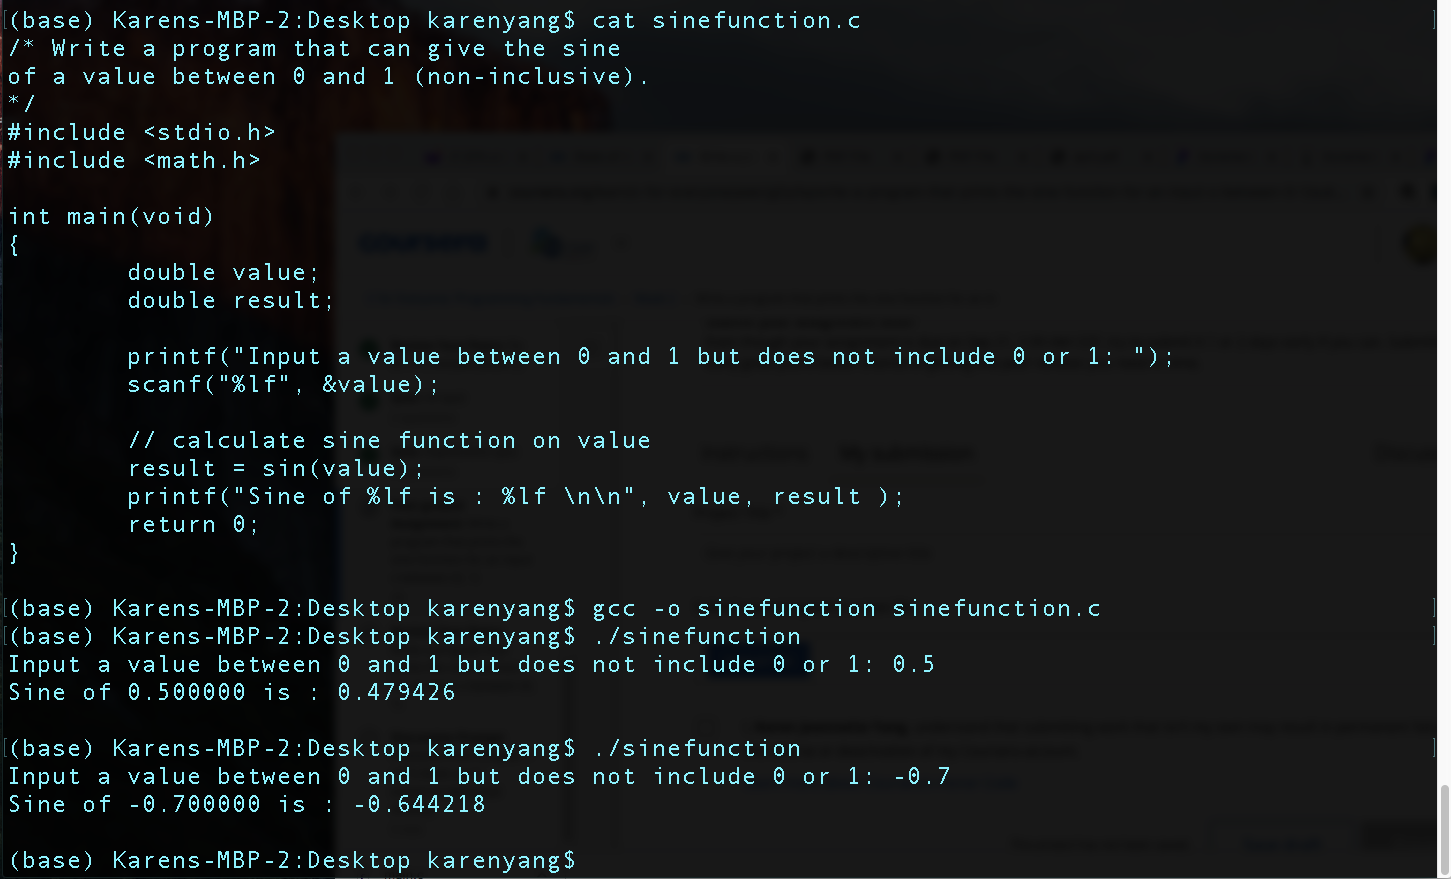 (base) Karens-MBP-2:Desktop karenyang$ cat sinefunction.c
/* Write a program that can give the sine
of a value between 0 and 1 (non-inclusive).
*/
#include <stdio.h>
#include <math.h>
int main(void)
{
double value;
double result;
printf("Input a value between 0 and 1 but does not include 0 or 1: ");
scanf("%lf", &value);
// calculate sine function on value
result = sin(value);
printf("Sine of %lf is : %lf \n\n", value, result );
return 0;
}
(base) Karens-MBP-2:Desktop karenyang$ gcc -o sinefunction sinefunction.c
(base) Karens-MBP-2:Desktop karenyang$ ./sinefunction
Input a value between 0 and 1 but does not include 0 or 1: 0.5
Sine of 0.500000 is : 0.479426
(base) Karens-MBP-2:Desktop karenyang$ ./sinefunction
Input a value between 0 and 1 but does not include 0 or 1: -0.7
Sine of -0.700000 is : -0.644218
(base) Karens-MBP-2:Desktop karenyang$